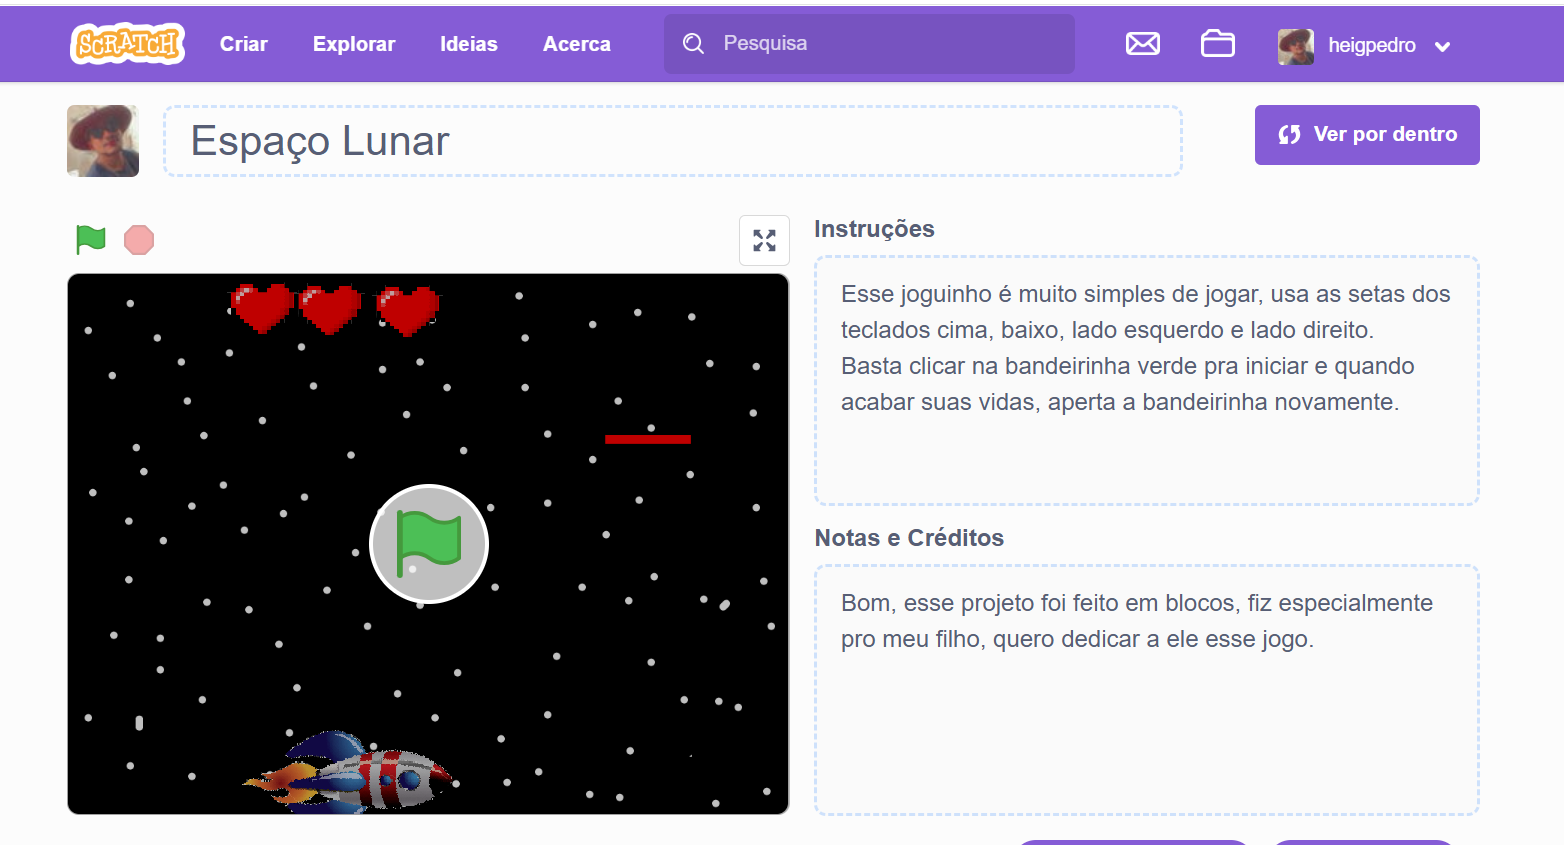 SCRATCH Criar Explorar Ideias Acerca Pesquisa heigpedro
Espaço Lunar
Ver por dentro
Instruções
Esse joguinho é muito simples de jogar, usa as setas dos
teclados cima, baixo, lado esquerdo e lado direito.
Basta clicar na bandeirinha verde pra iniciar e quando
acabar suas vidas, aperta a bandeirinha novamente.
Notas e Créditos
Bom, esse projeto foi feito em blocos, fiz especialmente
pro meu filho, quero dedicar a ele esse jogo.